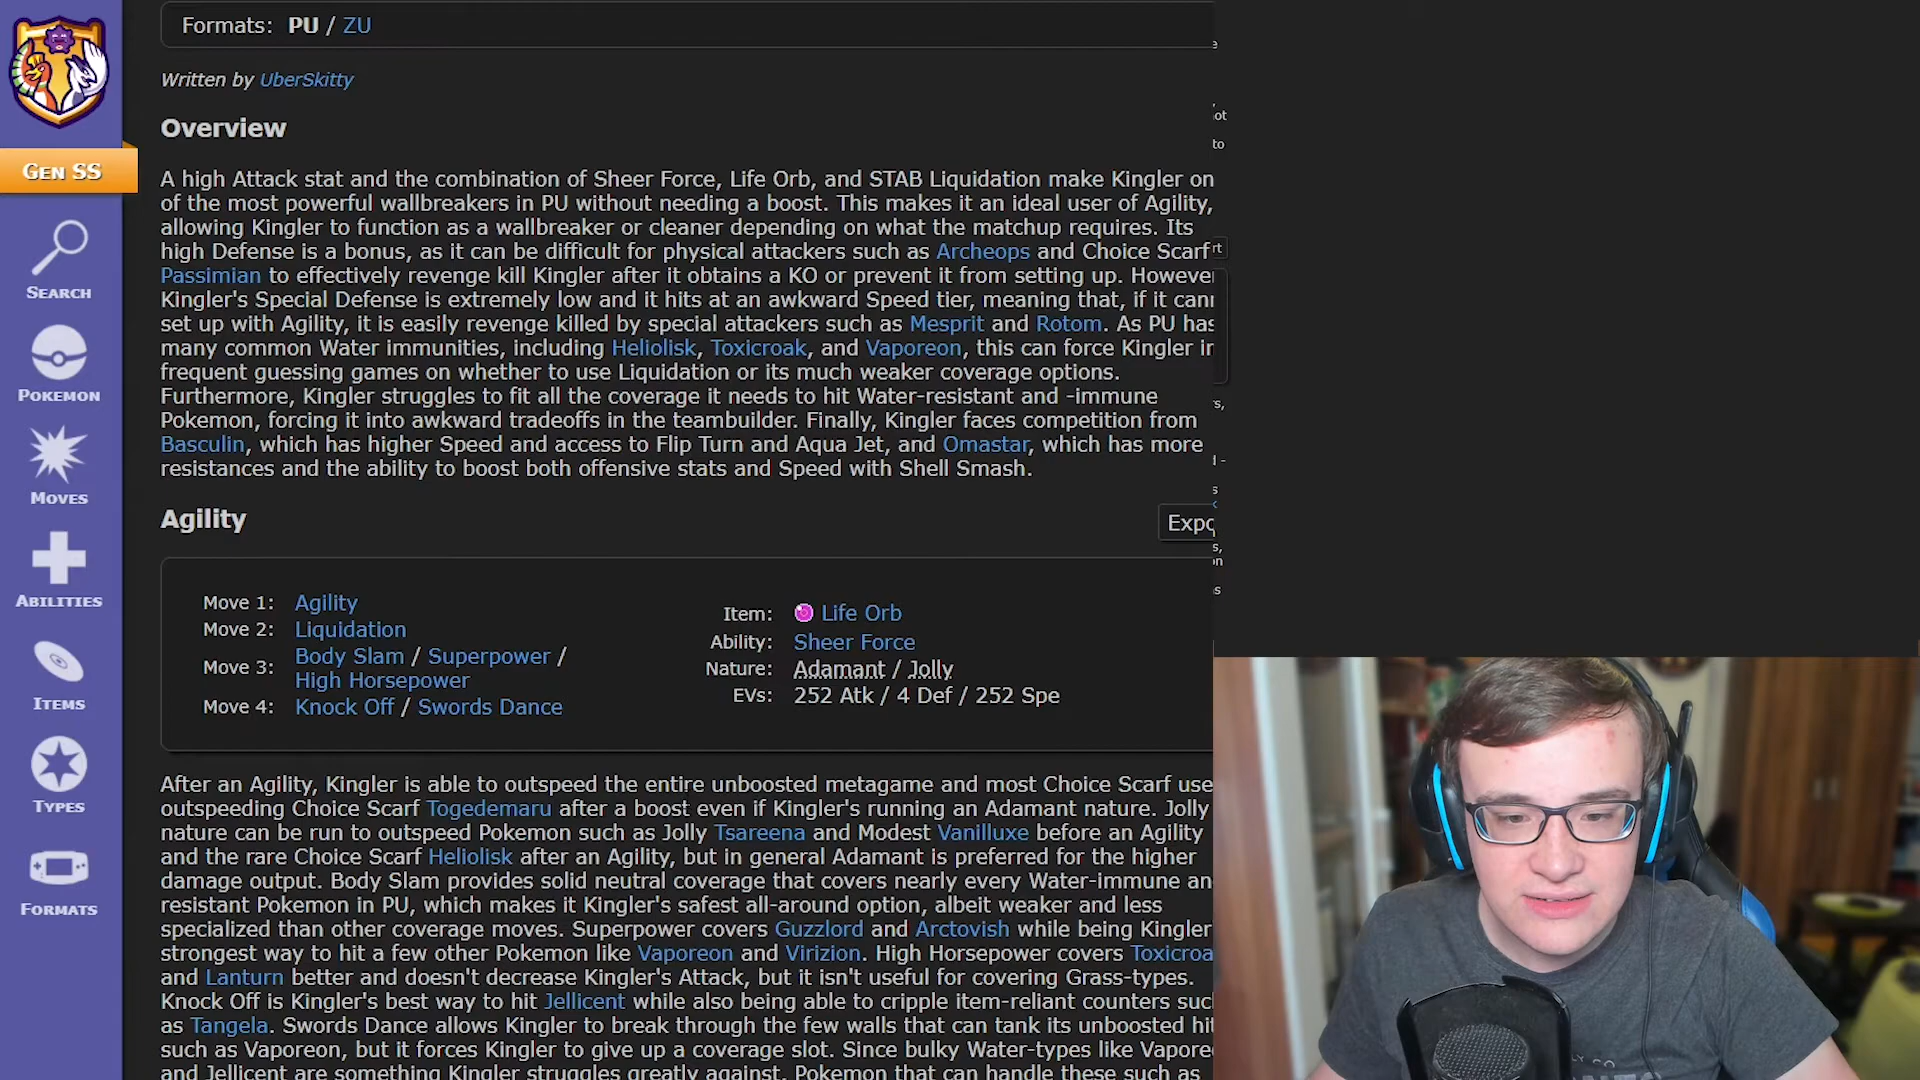 Formats: PU / ZU
Written by UberSkitty
Overview
A high Attack stat and the combination of Sheer Force, Life Orb, and STAB Liquidation make Kingler on
of the most powerful wallbreakers in PU without needing a boost. This makes it an ideal user of Agility,
allowing Kingler to function as a wallbreaker or cleaner depending on what the matchup requires. Its
high Defense is a bonus, as it can be difficult for physical attackers such as Archeops and Choice Scarf
Passimian to effectively revenge kill Kingler after it obtains a KO or prevent it from setting up. However
Kingler's Special Defense is extremely low and it hits at an awkward Speed tier, meaning that, if it cann
set up with Agility, it is easily revenge killed by special attackers such as Mesprit and Rotom. As PU has
many common Water immunities, including Heliolisk, Toxicroak, and Vaporeon, this can force Kingler in
frequent guessing games on whether to use Liquidation or its much weaker coverage options.
Furthermore, Kingler struggles to fit all the coverage it needs to hit Water-resistant and -immune
Pokemon, forcing it into awkward tradeoffs in the teambuilder. Finally, Kingler faces competition from
Basculin, which has higher Speed and access to Flip Turn and Aqua Jet, and Omastar, which has more
resistances and the ability to boost both offensive stats and Speed with Shell Smash.
Agility
Expo
Move 1: Agility
Move 2: Liquidation
Move 3: Body Slam / Superpower /
High Horsepower
Move 4: Knock Off / Swords Dance
Item: Life Orb
Ability: Sheer Force
Nature: Adamant / Jolly
EVs: 252 Atk / 4 Def / 252 Spe
After an Agility, Kingler is able to outspeed the entire unboosted metagame and most Choice Scarf use
outspeeding Choice Scarf Togedemaru after a boost even if Kingler's running an Adamant nature. Jolly
nature can be run to outspeed Pokemon such as Jolly Tsareena and Modest Vanilluxe before an Agility
and the rare Choice Scarf Heliolisk after an Agility, but in general Adamant is preferred for the higher
damage output. Body Slam provides solid neutral coverage that covers nearly every Water-immune an
resistant Pokemon in PU, which makes it Kingler's safest all-around option, albeit weaker and less
specialized than other coverage moves. Superpower covers Guzzlord and Arctovish while being Kingler
strongest way to hit a few other Pokemon like Vaporeon and Virizion. High Horsepower covers Toxicroa
and Lanturn better and doesn't decrease Kingler's Attack, but it isn't useful for covering Grass-types.
Knock Off is Kingler's best way to hit Jellicent while also being able to cripple item-reliant counters suc
as Tangela. Swords Dance allows Kingler to break through the few walls that can tank its unboosted hit
such as Vaporeon, but it forces Kingler to give up a coverage slot. Since bulky Water-types like Vapore
and Jellicent are something Kingler struggles greatly against, Pokemon that can handle these such as
GEN SS
SEARCH
POKEMON
MOVES
ABILITIES
ITEMS
TYPES
FORMATS